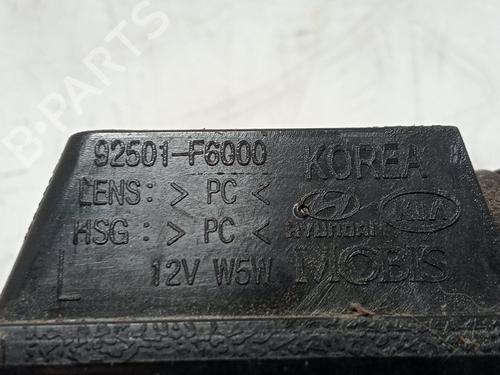 92501-F6000 KOREA
LENS: > PC < HYUNDAI KIA
HSG: > PC <
12V W5W MOBIS
L
B-PARTS